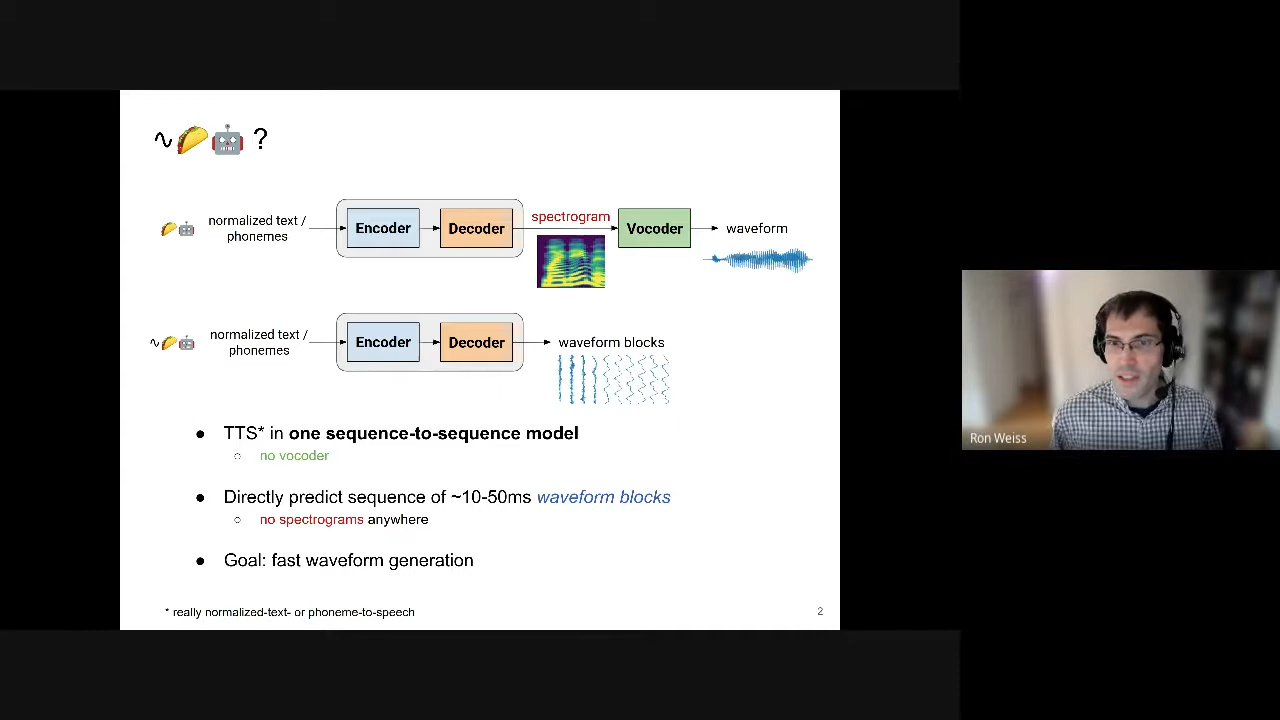 ∿🌮🤖 ?
🌮🤖 normalized text /
phonemes
Encoder
Decoder
spectrogram
Vocoder
waveform
∿🌮🤖 normalized text /
phonemes
Encoder
Decoder
waveform blocks
● TTS* in one sequence-to-sequence model
○ no vocoder
● Directly predict sequence of ~10-50ms waveform blocks
○ no spectrograms anywhere
● Goal: fast waveform generation
* really normalized-text- or phoneme-to-speech
2
Ron Weiss